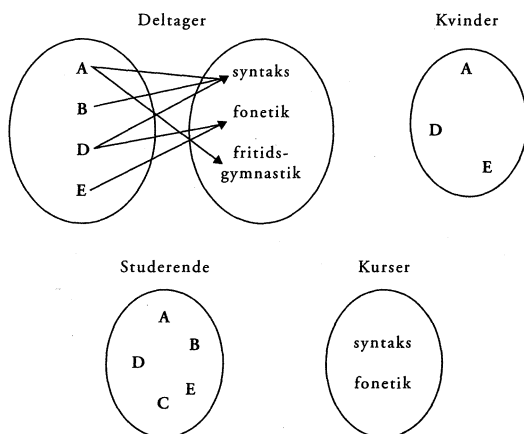 Deltager
Kvinder
A
B
D
E
syntaks
fonetik
fritids-
gymnastik
A
D
E
Studerende
Kurser
A
B
D
E
C
syntaks
fonetik